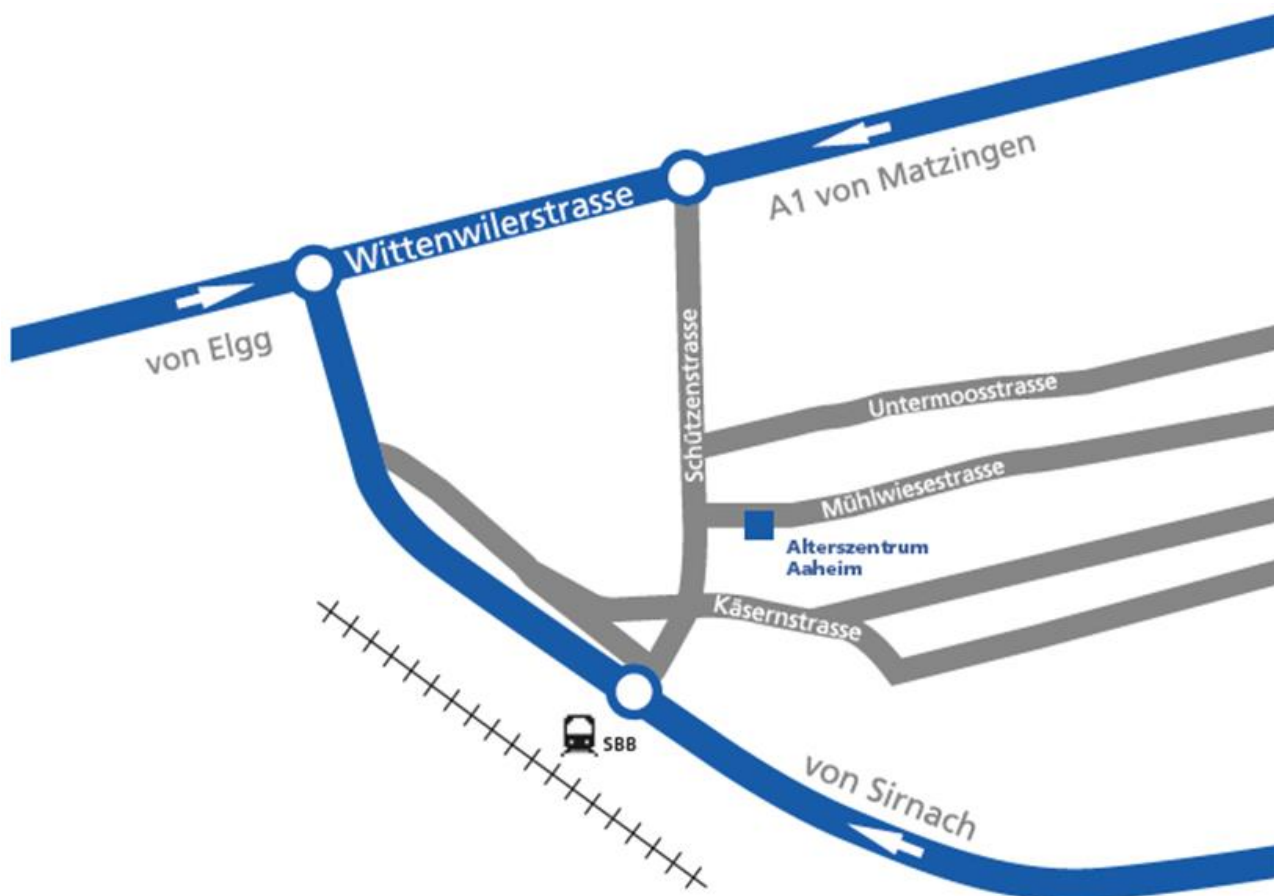 A1 von Matzingen
Wittenwilerstrasse
von Elgg
Schützenstrasse
Untermoosstrasse
Mühlwiesestrasse
Alterszentrum
Aaheim
Käsernstrasse
SBB
von Sirnach